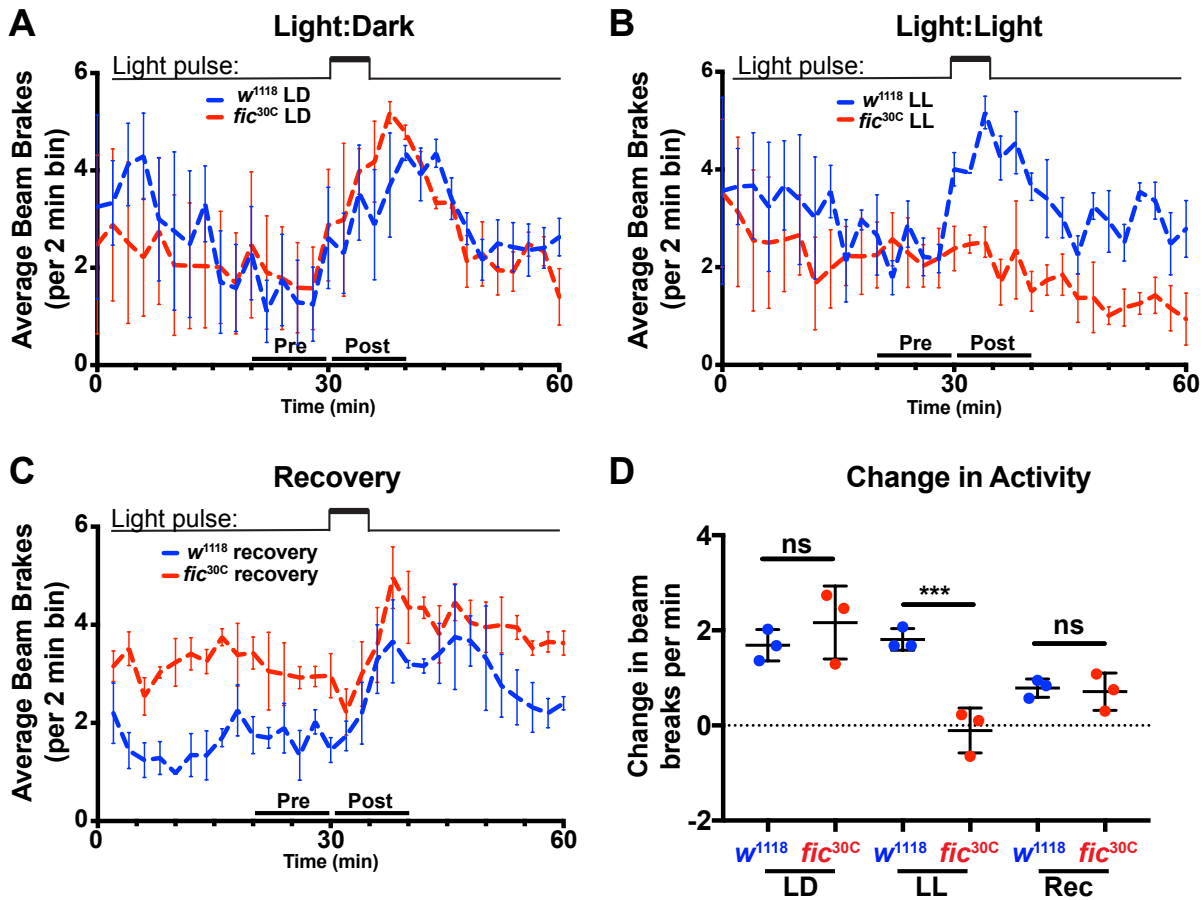 A
Light:Dark
Light pulse:
w1118 LD
fic30C LD
Average Beam Brakes
(per 2 min bin)
6
4
2
0
Pre
Post
0
30
60
Time (min)
B
Light:Light
Light pulse:
w1118 LL
fic30C LL
Average Beam Brakes
(per 2 min bin)
6
4
2
0
Pre
Post
0
30
60
Time (min)
C
Recovery
Light pulse:
w1118 recovery
fic30C recovery
Average Beam Brakes
(per 2 min bin)
6
4
2
0
Pre
Post
0
30
60
Time (min)
D
Change in Activity
Change in beam
breaks per min
4
2
0
-2
ns
***
ns
w1118 fic30C w1118 fic30C w1118 fic30C
LD LL Rec